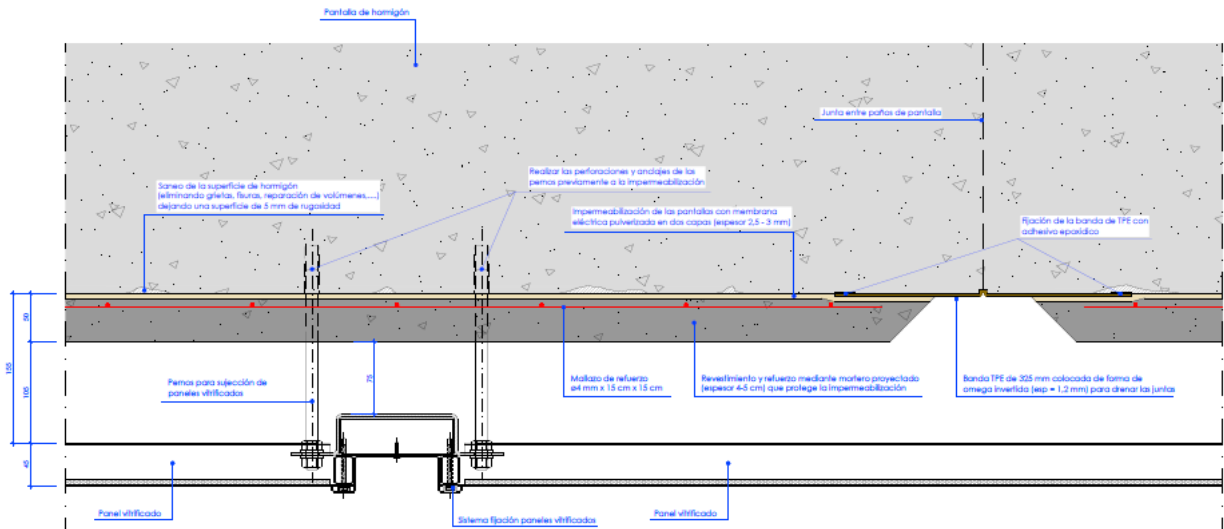 Pantalla de hormigón
Junta entre paños de pantalla
Saneo de la superficie de hormigón
(eliminando grietas, fisuras, reparación de volúmenes,....)
dejando una superficie de 5 mm de rugosidad
Realizar las perforaciones y anclajes de los
pernos previamente a la impermeabilización
Impermeabilización de las pantallas con membrana
eléctrica pulverizada en dos capas (espesor 2,5 - 3 mm)
Fijación de la banda de TPE con
adhesivo epoxídico
50
155
105
45
75
Pernos para sujección de
paneles vitrificados
Mallazo de refuerzo
ø4 mm x 15 cm x 15 cm
Revestimiento y refuerzo mediante mortero proyectado
(espesor 4-5 cm) que protege la impermeabilización
Banda TPE de 325 mm colocada de forma de
omega invertida (esp = 1,2 mm) para drenar las juntas
Panel vitrificado
Sistema fijación paneles vitrificados
Panel vitrificado